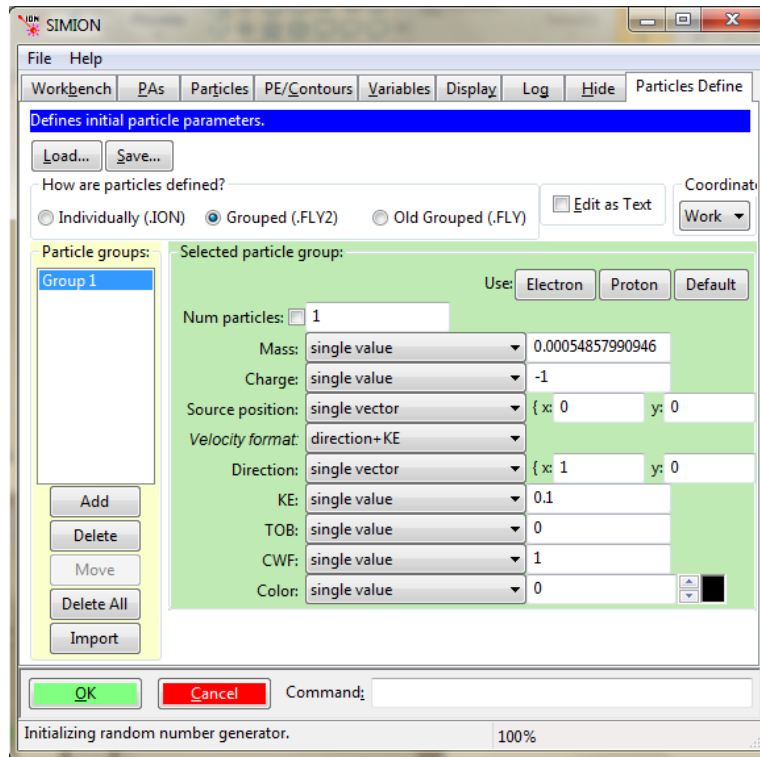 SIMION
File Help
Workbench PAs Particles PE/Contours Variables Display Log Hide Particles Define
Defines initial particle parameters.
Load... Save...
How are particles defined?
Individually (.ION) Grouped (.FLY2) Old Grouped (.FLY)
Edit as Text
Coordinat
Work
Particle groups:
Group 1
Add
Delete
Move
Delete All
Import
Selected particle group:
Use: Electron Proton Default
Num particles: 1
Mass: single value 0.00054857990946
Charge: single value -1
Source position: single vector { x: 0 y: 0
Velocity format: direction+KE
Direction: single vector { x: 1 y: 0
KE: single value 0.1
TOB: single value 0
CWF: single value 1
Color: single value 0
OK Cancel Command:
Initializing random number generator. 100%